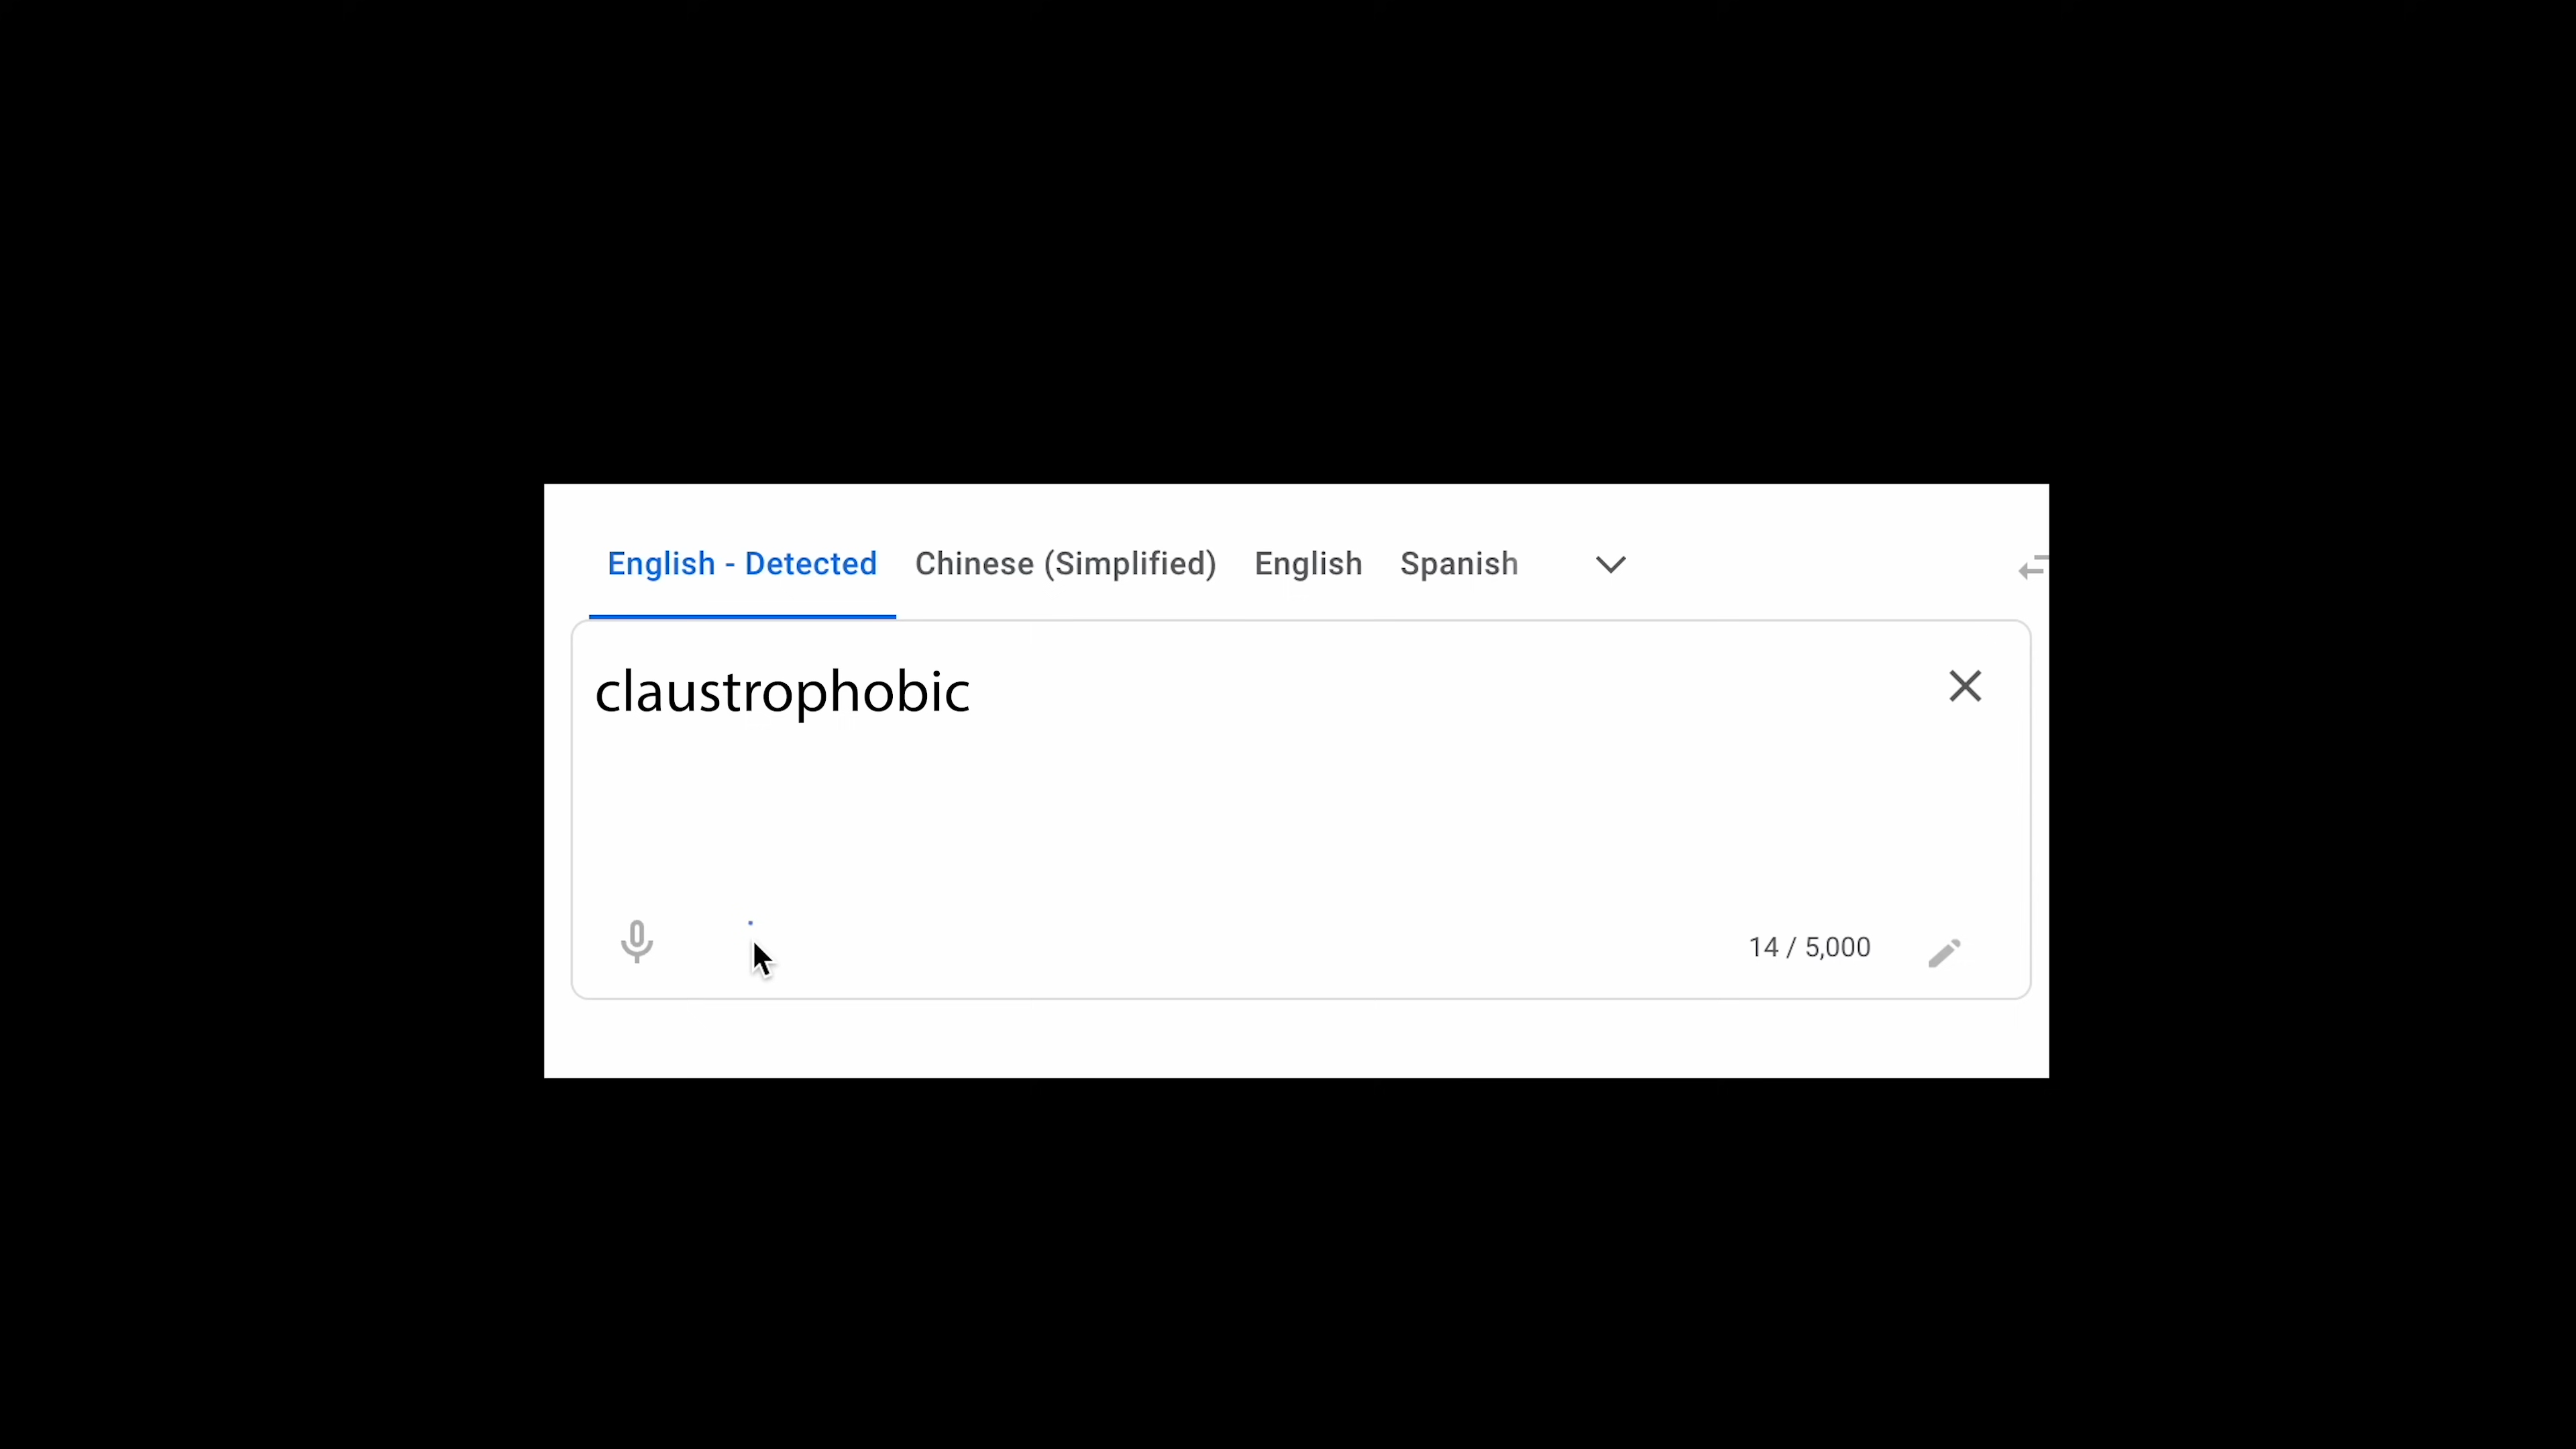 English - Detected Chinese (Simplified) English Spanish
claustrophobic
14 / 5,000